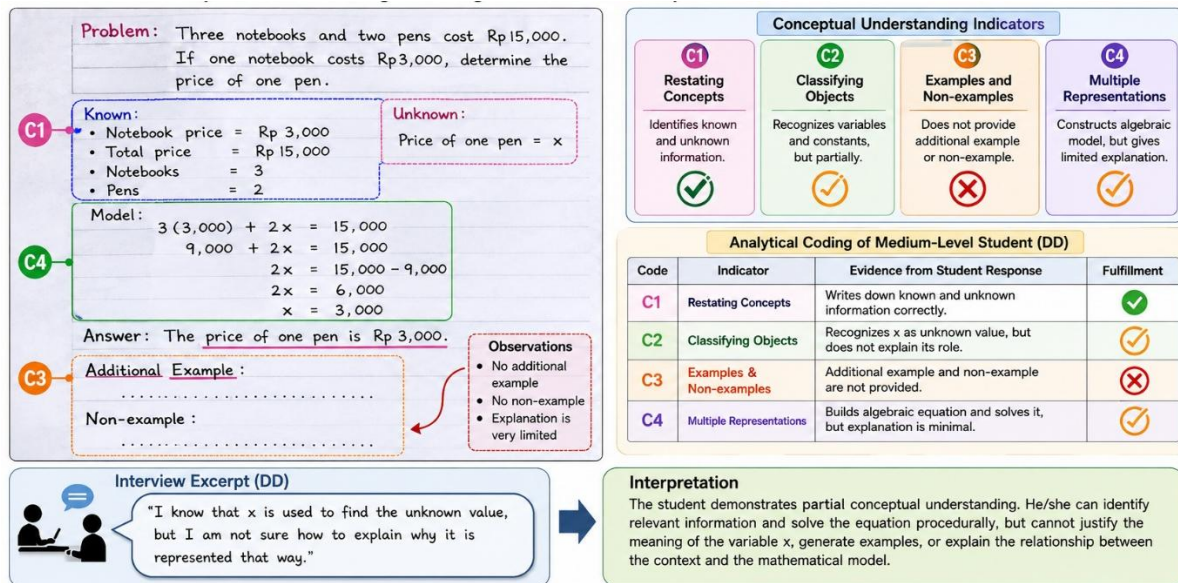 Problem: Three notebooks and two pens cost Rp 15,000.
If one notebook costs Rp3,000, determine the
price of one pen.
C1
Known:
• Notebook price = Rp 3,000
• Total price = Rp 15,000
• Notebooks = 3
• Pens = 2
Unknown:
Price of one pen = x
C4
Model:
3 (3,000) + 2x = 15,000
9,000 + 2x = 15,000
2x = 15,000 - 9,000
2x = 6,000
x = 3,000
Answer: The price of one pen is Rp 3,000.
C3
Additional Example:
..............................
Non-example:
..............................
Observations
• No additional
example
• No non-example
• Explanation is
very limited
Conceptual Understanding Indicators
C1
Restating
Concepts
Identifies known
and unknown
information.
C2
Classifying
Objects
Recognizes variables
and constants,
but partially.
C3
Examples and
Non-examples
Does not provide
additional example
or non-example.
C4
Multiple
Representations
Constructs algebraic
model, but gives
limited explanation.
Analytical Coding of Medium-Level Student (DD)
Code Indicator Evidence from Student Response Fulfillment
C1 Restating Concepts Writes down known and unknown
information correctly.
C2 Classifying Objects Recognizes x as unknown value, but
does not explain its role.
C3 Examples &
Non-examples Additional example and non-example
are not provided.
C4 Multiple Representations Builds algebraic equation and solves it,
but explanation is minimal.
Interview Excerpt (DD)
"I know that x is used to find the unknown value,
but I am not sure how to explain why it is
represented that way."
Interpretation
The student demonstrates partial conceptual understanding. He/she can identify
relevant information and solve the equation procedurally, but cannot justify the
meaning of the variable x, generate examples, or explain the relationship between
the context and the mathematical model.